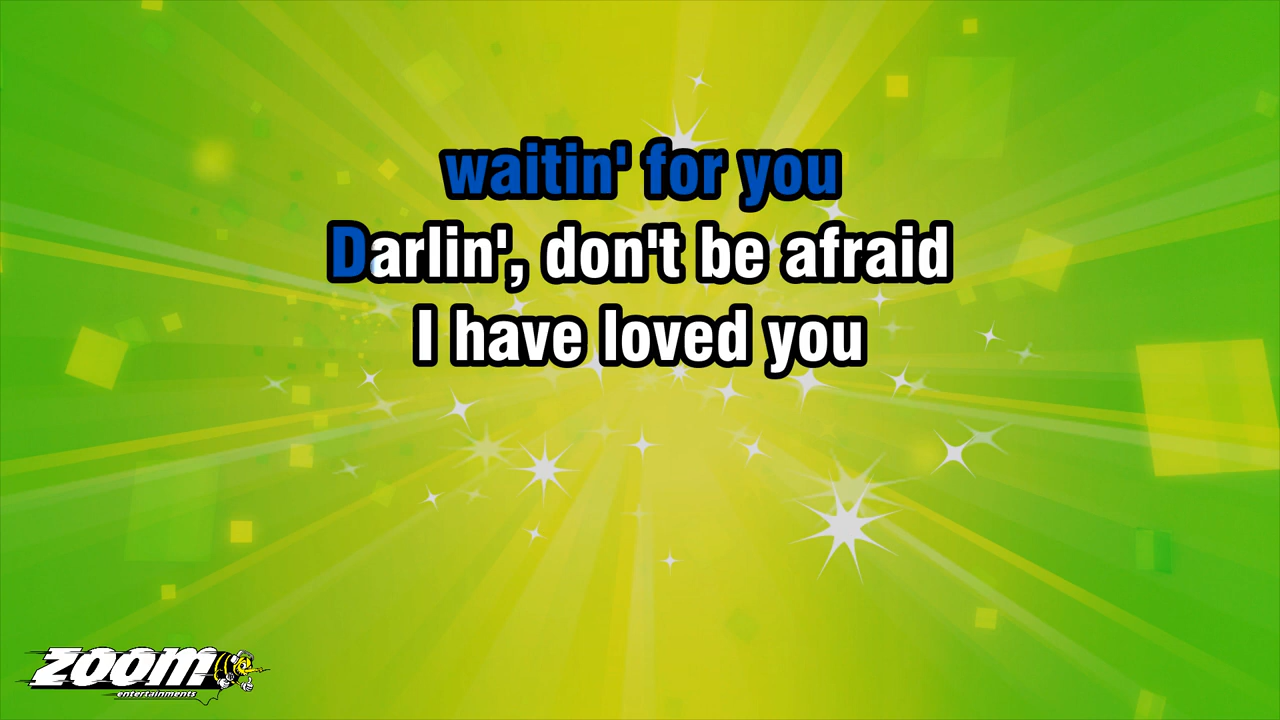 waitin' for you
Darlin', don't be afraid
I have loved you
zoom
entertainments